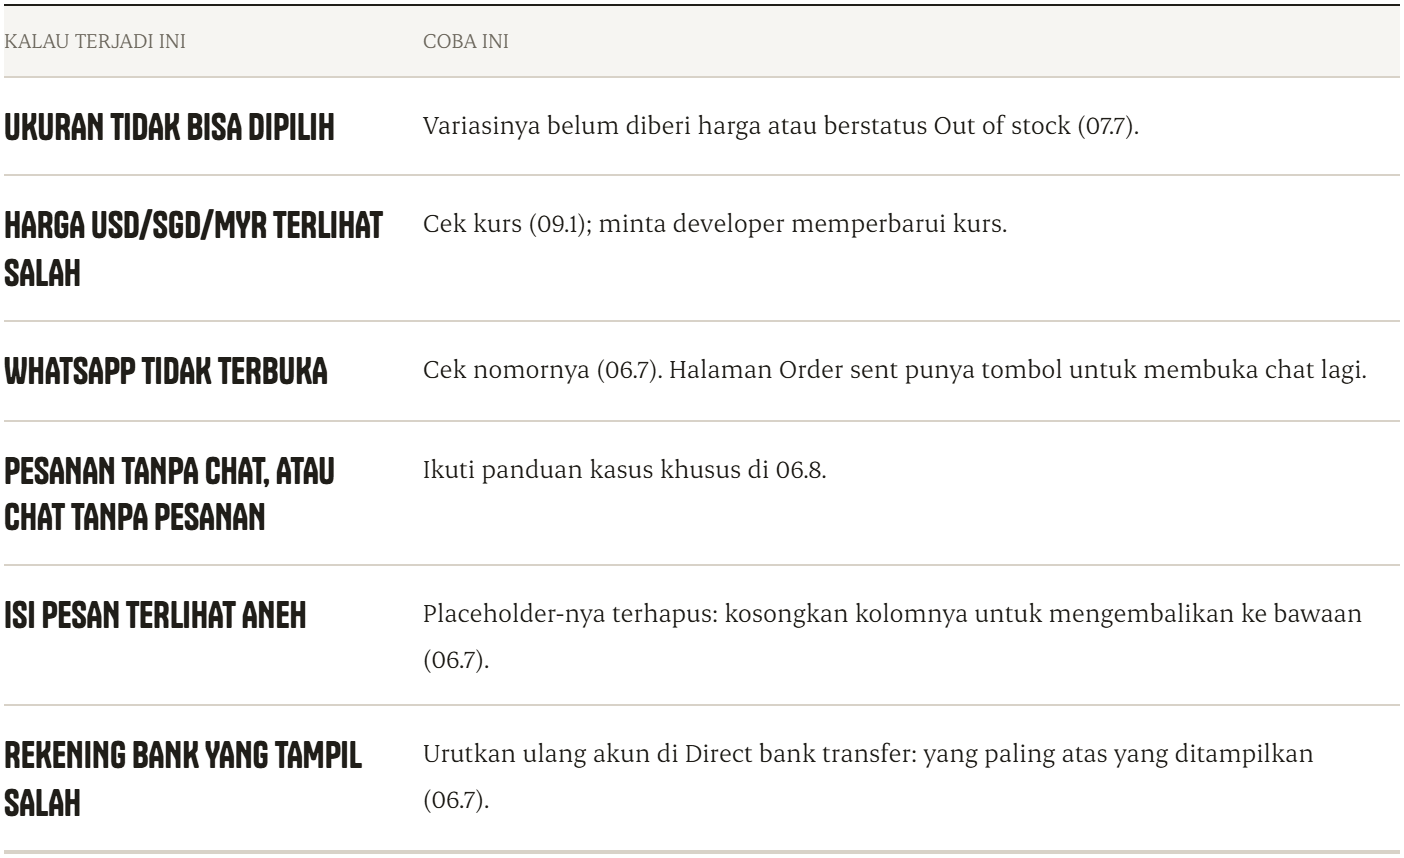 KALAU TERJADI INI
COBA INI
UKURAN TIDAK BISA DIPILIH
Variasinya belum diberi harga atau berstatus Out of stock (07.7).
HARGA USD/SGD/MYR TERLIHAT
SALAH
Cek kurs (09.1); minta developer memperbarui kurs.
WHATSAPP TIDAK TERBUKA
Cek nomornya (06.7). Halaman Order sent punya tombol untuk membuka chat lagi.
PESANAN TANPA CHAT, ATAU
CHAT TANPA PESANAN
Ikuti panduan kasus khusus di 06.8.
ISI PESAN TERLIHAT ANEH
Placeholder-nya terhapus: kosongkan kolomnya untuk mengembalikan ke bawaan
(06.7).
REKENING BANK YANG TAMPIL
SALAH
Urutkan ulang akun di Direct bank transfer: yang paling atas yang ditampilkan
(06.7).